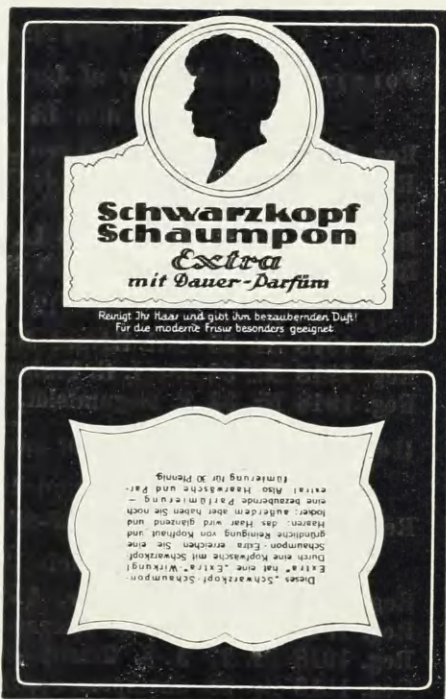 Schwarzkopf
Schaumpon
Extra
mit Dauer-Parfüm
Reinigt Ihr Haar und gibt ihm bezaubernden Duft!
Für die moderne Frisur besonders geeignet
Dieses „Schwarzkopf-Schaumpon-
Extra" hat eine „Extra"-Wirkung!
Durch eine Kopfwäsche mit Schwarzkopf-
Schaumpon-Extra erreichen Sie eine
gründliche Reinigung von Kopfhaut und
Haaren: das Haar wird glänzend und
locker; außerdem aber haben Sie noch
eine bezaubernde Parfümierung –
extra! Also Haarwäsche und Par-
fümierung für 30 Pfennig.